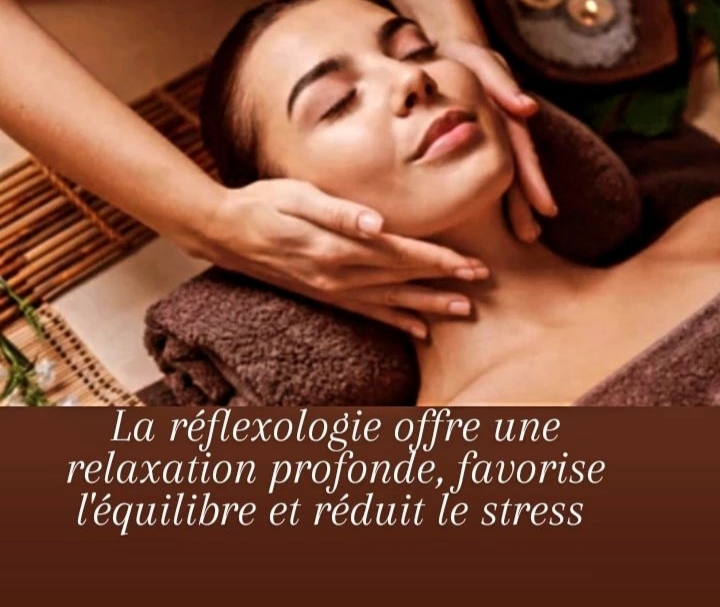 La réflexologie offre une
relaxation profonde, favorise
l'équilibre et réduit le stress